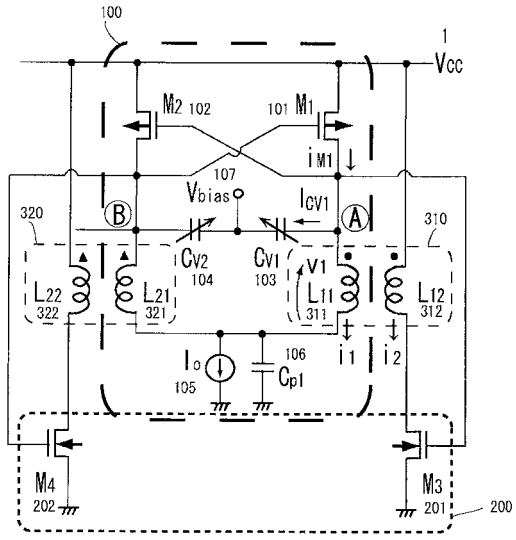 100
1
Vcc
M2 102
101 M1
iM1
107
Vbias
ICV1
B
A
320
310
CV2
104
CV1
103
V1
L22
322
L21
321
L11
311
L12
312
Io
105
106
Cp1
i1
i2
M4
202
M3
201
200